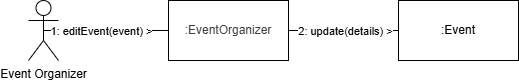 1: editEvent(event) >
:EventOrganizer
2: update(details) >
:Event
Event Organizer